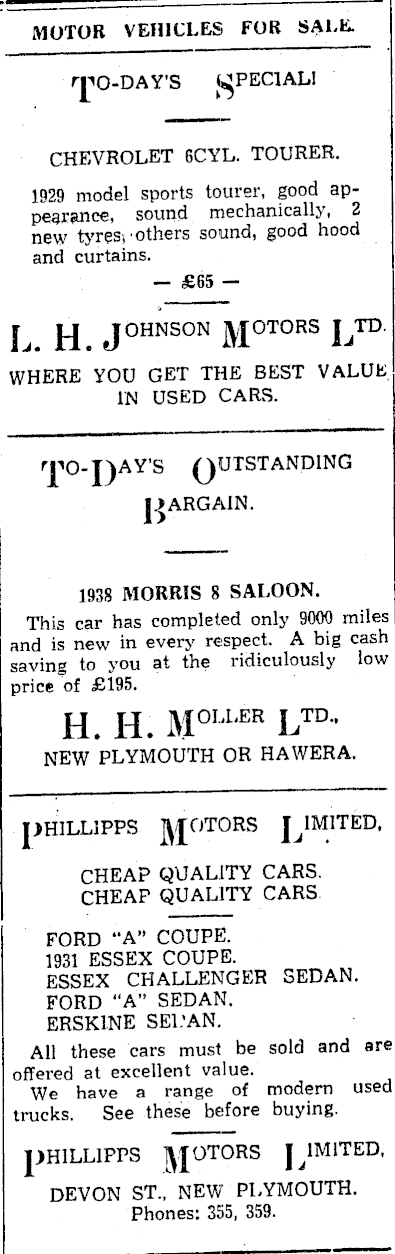 MOTOR VEHICLES FOR SALE.
TO-DAY'S SPECIAL!
CHEVROLET 6CYL. TOURER.
1929 model sports tourer, good ap-
pearance, sound mechanically, 2
new tyres, others sound, good hood
and curtains.
— £65 —
L. H. JOHNSON MOTORS LTD.
WHERE YOU GET THE BEST VALUE
IN USED CARS.
TO-DAY'S OUTSTANDING
BARGAIN.
1938 MORRIS 8 SALOON.
This car has completed only 9000 miles
and is new in every respect. A big cash
saving to you at the ridiculously low
price of £195.
H. H. MOLLER LTD.,
NEW PLYMOUTH OR HAWERA.
PHILLIPPS MOTORS LIMITED,
CHEAP QUALITY CARS.
CHEAP QUALITY CARS.
FORD "A" COUPE.
1931 ESSEX COUPE.
ESSEX CHALLENGER SEDAN.
FORD "A" SEDAN.
ERSKINE SEDAN.
All these cars must be sold and are
offered at excellent value.
We have a range of modern used
trucks. See these before buying.
PHILLIPPS MOTORS LIMITED,
DEVON ST., NEW PLYMOUTH.
Phones: 355, 359.